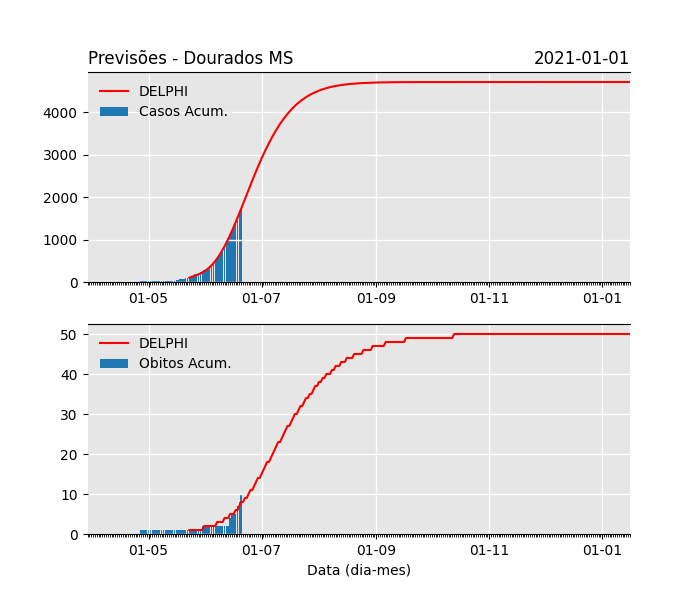 Previsões - Dourados MS 2021-01-01
DELPHI
Casos Acum.
4000
3000
2000
1000
0
01-05 01-07 01-09 01-11 01-01
DELPHI
Obitos Acum.
50
40
30
20
10
0
01-05 01-07 01-09 01-11 01-01
Data (dia-mes)